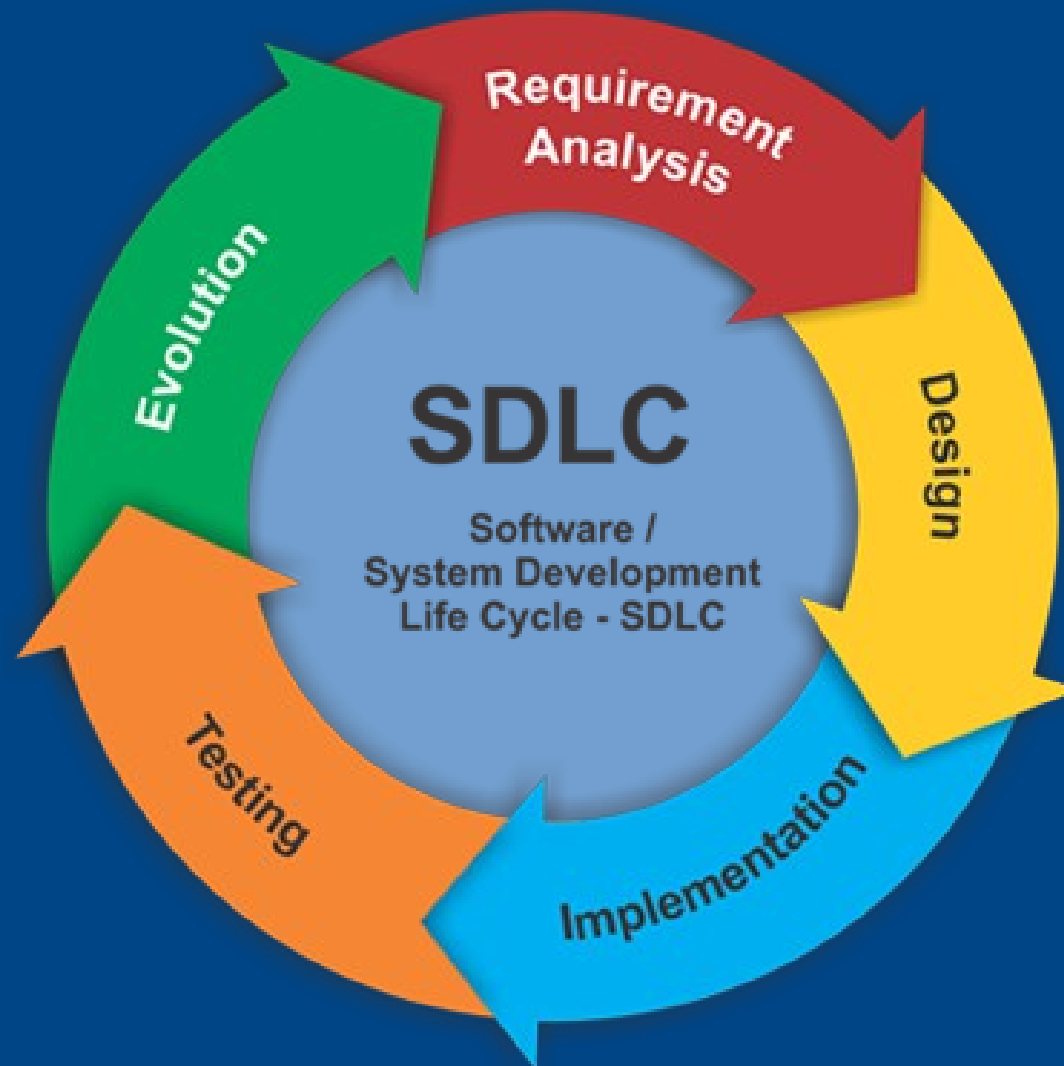 Requirement
Analysis
Design
Implementation
Testing
Evolution
SDLC
Software /
System Development
Life Cycle - SDLC